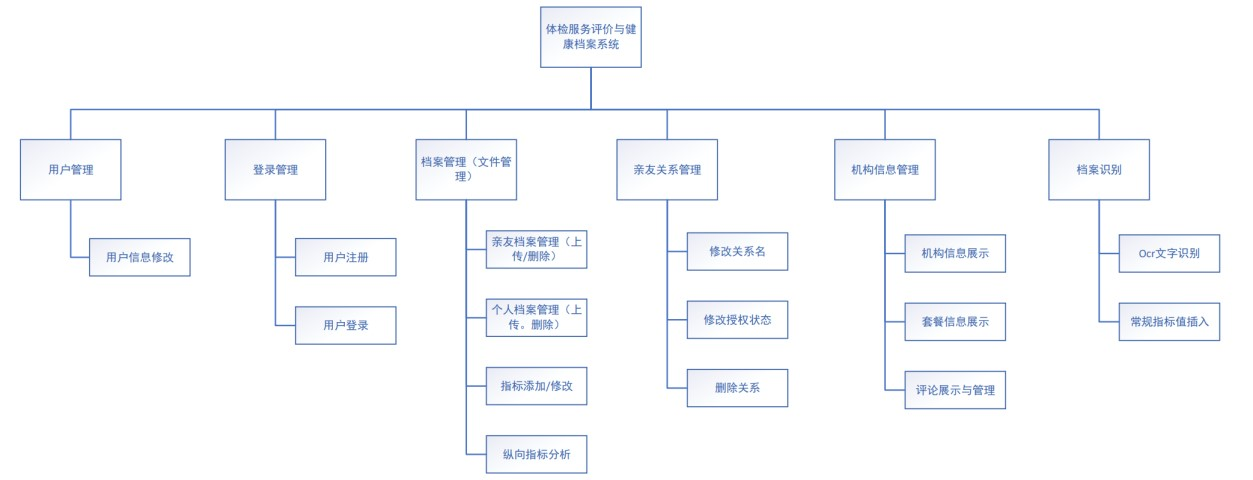 体检服务评价与健
康档案系统
用户管理
登录管理
档案管理（文件管
理）
亲友关系管理
机构信息管理
档案识别
用户信息修改
用户注册
用户登录
亲友档案管理（上
传/删除）
个人档案管理（上
传。删除）
指标添加/修改
纵向指标分析
修改关系名
修改授权状态
删除关系
机构信息展示
套餐信息展示
评论展示与管理
Ocr文字识别
常规指标值插入